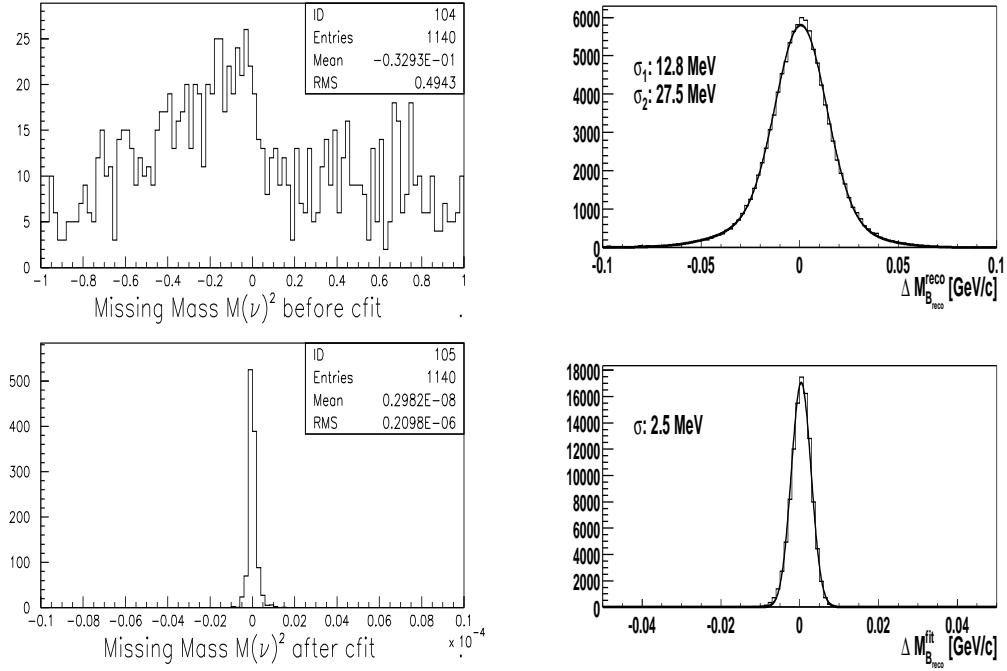 ID 104
Entries 1140
Mean -0.3293E-01
RMS 0.4943
25
20
15
10
5
0
-1 -0.8 -0.6 -0.4 -0.2 0 0.2 0.4 0.6 0.8 1
Missing Mass M(ν)² before cfit .
6000
5000
4000
3000
2000
1000
0
σ₁: 12.8 MeV
σ₂: 27.5 MeV
-0.1 -0.05 0 0.05 0.1
Δ M^reco_B_reco [GeV/c]
ID 105
Entries 1140
Mean 0.2982E-08
RMS 0.2098E-06
500
400
300
200
100
0
-0.1 -0.08 -0.06 -0.04 -0.02 0 0.02 0.04 0.06 0.08 0.1
×10⁻⁴
Missing Mass M(ν)² after cfit .
18000
16000
14000
12000
10000
8000
6000
4000
2000
0
σ: 2.5 MeV
-0.04 -0.02 0 0.02 0.04
Δ M^fit_B_reco [GeV/c]